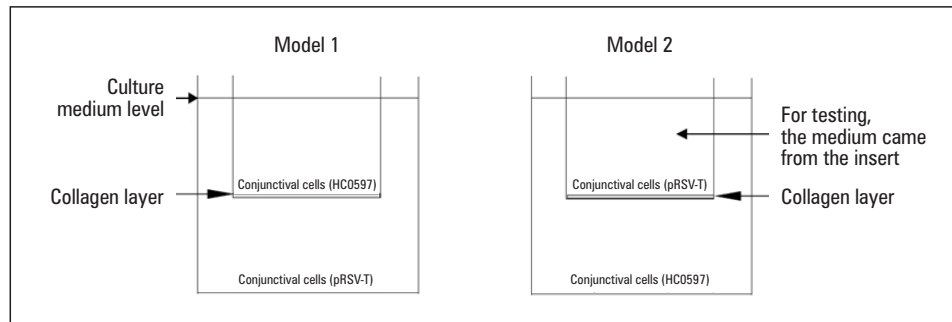 Model 1
Culture
medium level
Conjunctival cells (HC0597)
Collagen layer
Conjunctival cells (pRSV-T)
Model 2
For testing,
the medium came
from the insert
Conjunctival cells (pRSV-T)
Collagen layer
Conjunctival cells (HC0597)